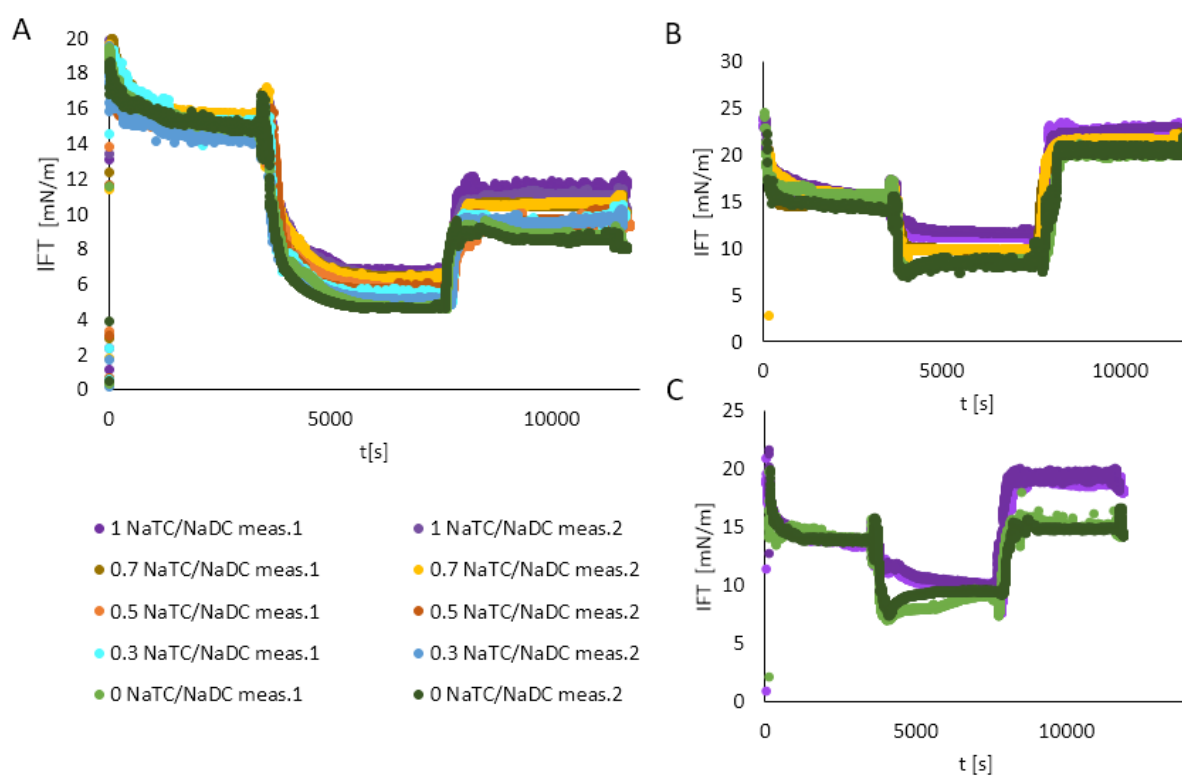 A
20
18
16
14
12
10
8
6
4
2
0
IFT [mN/m]
0 5000 10000
t[s]
B
30
25
20
15
10
5
0
IFT [mN/m]
0 5000 10000
t [s]
C
25
20
15
10
5
0
IFT [mN/m]
0 5000 10000
t [s]
1 NaTC/NaDC meas.1 1 NaTC/NaDC meas.2
0.7 NaTC/NaDC meas.1 0.7 NaTC/NaDC meas.2
0.5 NaTC/NaDC meas.1 0.5 NaTC/NaDC meas.2
0.3 NaTC/NaDC meas.1 0.3 NaTC/NaDC meas.2
0 NaTC/NaDC meas.1 0 NaTC/NaDC meas.2